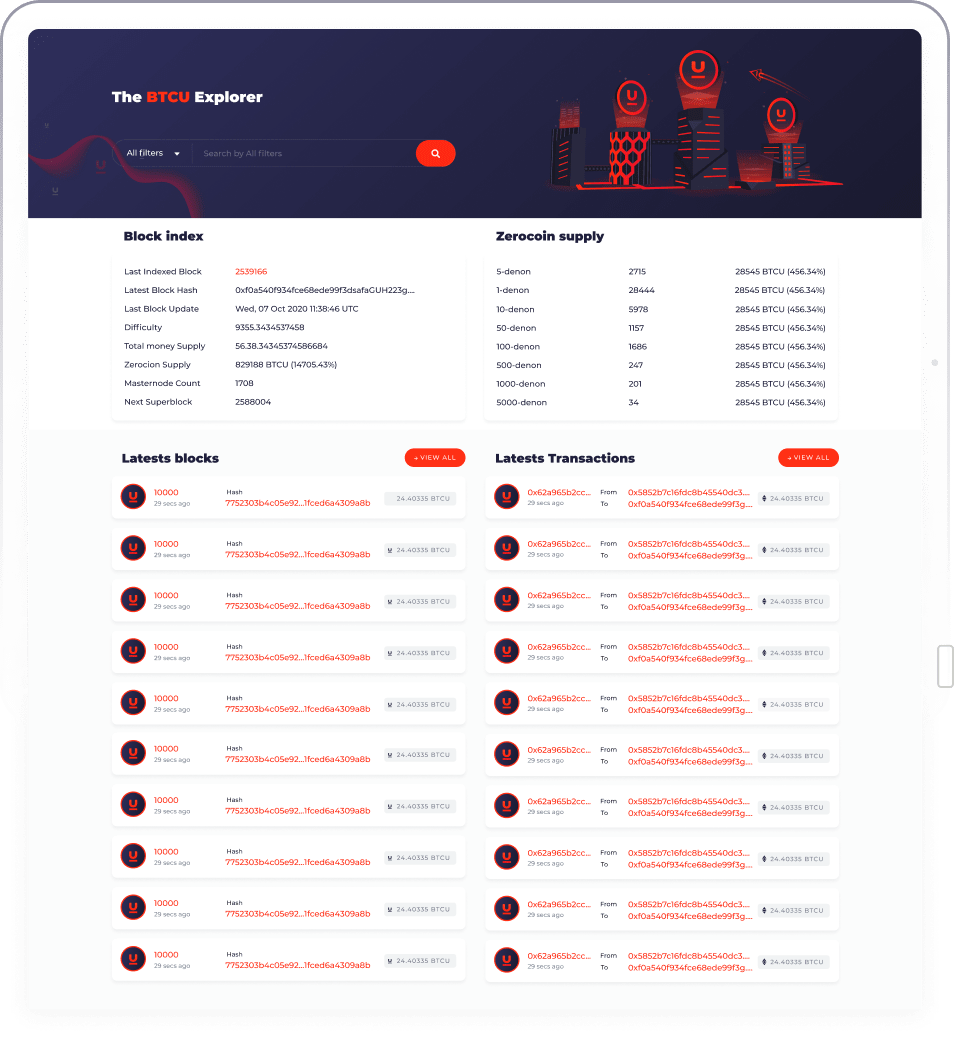 The BTCU Explorer
All filters Search by All filters
Block index
Last Indexed Block 2539166
Latest Block Hash 0xf0a540f934fce68ede99f3dsafaGUH223g....
Last Block Update Wed, 07 Oct 2020 11:38:46 UTC
Difficulty 9355.3434537458
Total money Supply 56.38.34345374586684
Zerocion Supply 829188 BTCU (14705.43%)
Masternode Count 1708
Next Superblock 2588004
Zerocoin supply
5-denon 2715 28545 BTCU (456.34%)
1-denon 28444 28545 BTCU (456.34%)
10-denon 5978 28545 BTCU (456.34%)
50-denon 1157 28545 BTCU (456.34%)
100-denon 1686 28545 BTCU (456.34%)
500-denon 247 28545 BTCU (456.34%)
1000-denon 201 28545 BTCU (456.34%)
5000-denon 34 28545 BTCU (456.34%)
Latests blocks
+ VIEW ALL
10000 Hash
29 secs ago 7752303b4c05e92...1fced6a4309a8b 24.40335 BTCU
10000 Hash
29 secs ago 7752303b4c05e92...1fced6a4309a8b 24.40335 BTCU
10000 Hash
29 secs ago 7752303b4c05e92...1fced6a4309a8b 24.40335 BTCU
10000 Hash
29 secs ago 7752303b4c05e92...1fced6a4309a8b 24.40335 BTCU
10000 Hash
29 secs ago 7752303b4c05e92...1fced6a4309a8b 24.40335 BTCU
10000 Hash
29 secs ago 7752303b4c05e92...1fced6a4309a8b 24.40335 BTCU
10000 Hash
29 secs ago 7752303b4c05e92...1fced6a4309a8b 24.40335 BTCU
10000 Hash
29 secs ago 7752303b4c05e92...1fced6a4309a8b 24.40335 BTCU
10000 Hash
29 secs ago 7752303b4c05e92...1fced6a4309a8b 24.40335 BTCU
10000 Hash
29 secs ago 7752303b4c05e92...1fced6a4309a8b 24.40335 BTCU
Latests Transactions
+ VIEW ALL
0x62a965b2cc... From 0x5852b7c16fdc8b45540dc3....
29 secs ago To 0xf0a540f934fce68ede99f3g.... 24.40335 BTCU
0x62a965b2cc... From 0x5852b7c16fdc8b45540dc3....
29 secs ago To 0xf0a540f934fce68ede99f3g.... 24.40335 BTCU
0x62a965b2cc... From 0x5852b7c16fdc8b45540dc3....
29 secs ago To 0xf0a540f934fce68ede99f3g.... 24.40335 BTCU
0x62a965b2cc... From 0x5852b7c16fdc8b45540dc3....
29 secs ago To 0xf0a540f934fce68ede99f3g.... 24.40335 BTCU
0x62a965b2cc... From 0x5852b7c16fdc8b45540dc3....
29 secs ago To 0xf0a540f934fce68ede99f3g.... 24.40335 BTCU
0x62a965b2cc... From 0x5852b7c16fdc8b45540dc3....
29 secs ago To 0xf0a540f934fce68ede99f3g.... 24.40335 BTCU
0x62a965b2cc... From 0x5852b7c16fdc8b45540dc3....
29 secs ago To 0xf0a540f934fce68ede99f3g.... 24.40335 BTCU
0x62a965b2cc... From 0x5852b7c16fdc8b45540dc3....
29 secs ago To 0xf0a540f934fce68ede99f3g.... 24.40335 BTCU
0x62a965b2cc... From 0x5852b7c16fdc8b45540dc3....
29 secs ago To 0xf0a540f934fce68ede99f3g.... 24.40335 BTCU
0x62a965b2cc... From 0x5852b7c16fdc8b45540dc3....
29 secs ago To 0xf0a540f934fce68ede99f3g.... 24.40335 BTCU